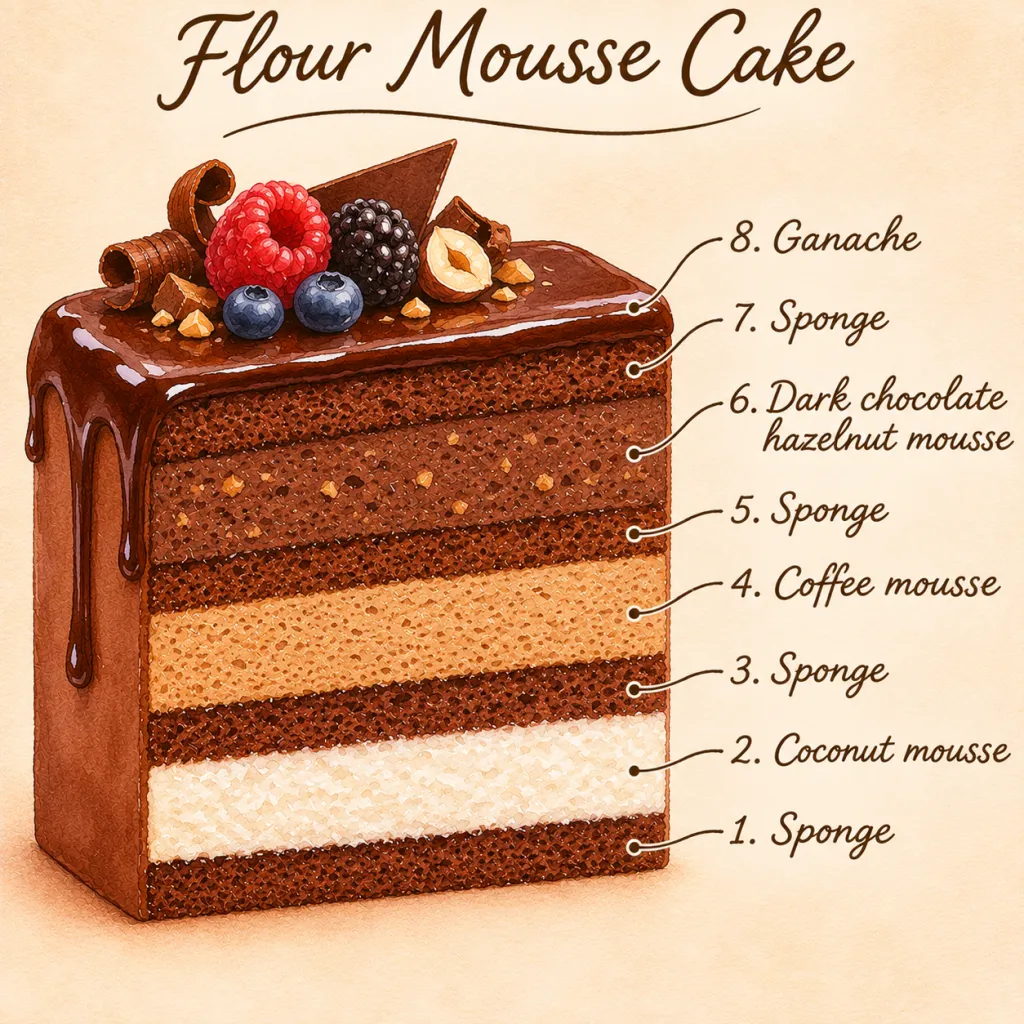 Flour Mousse Cake
8. Ganache
7. Sponge
6. Dark chocolate
hazelnut mousse
5. Sponge
4. Coffee mousse
3. Sponge
2. Coconut mousse
1. Sponge